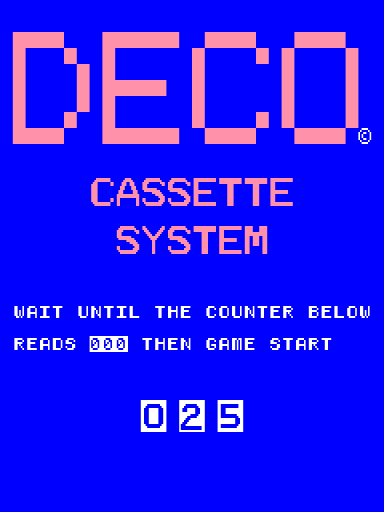 DECO©
CASSETTE
SYSTEM
WAIT UNTIL THE COUNTER BELOW
READS 000 THEN GAME START
025